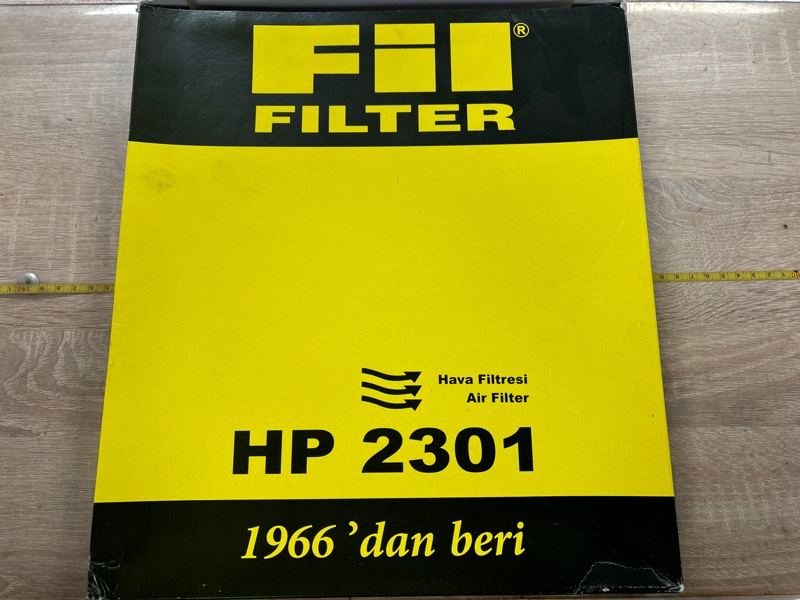 Fil®
FILTER
Hava Filtresi
Air Filter
HP 2301
1966 'dan beri